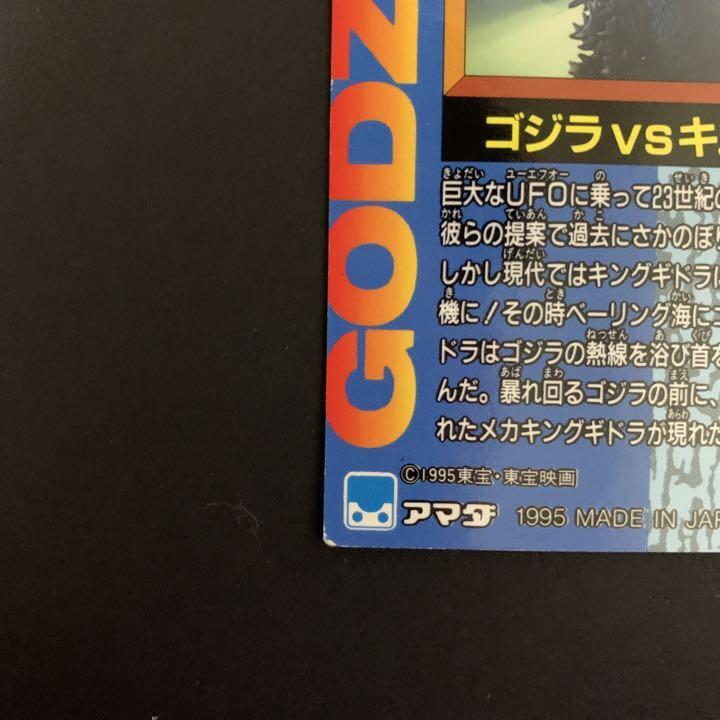 GODZ
ゴジラ vs キ
巨大なUFOに乗って23世紀の
彼らの提案で過去にさかのぼり
しかし現代ではキングギドラに
機に!その時ベーリング海にゴ
ドラはゴジラの熱線を浴び首を
んだ。暴れ回るゴジラの前に、
れたメカキングギドラが現れた
©1995東宝・東宝映画
アマダ 1995 MADE IN JAP